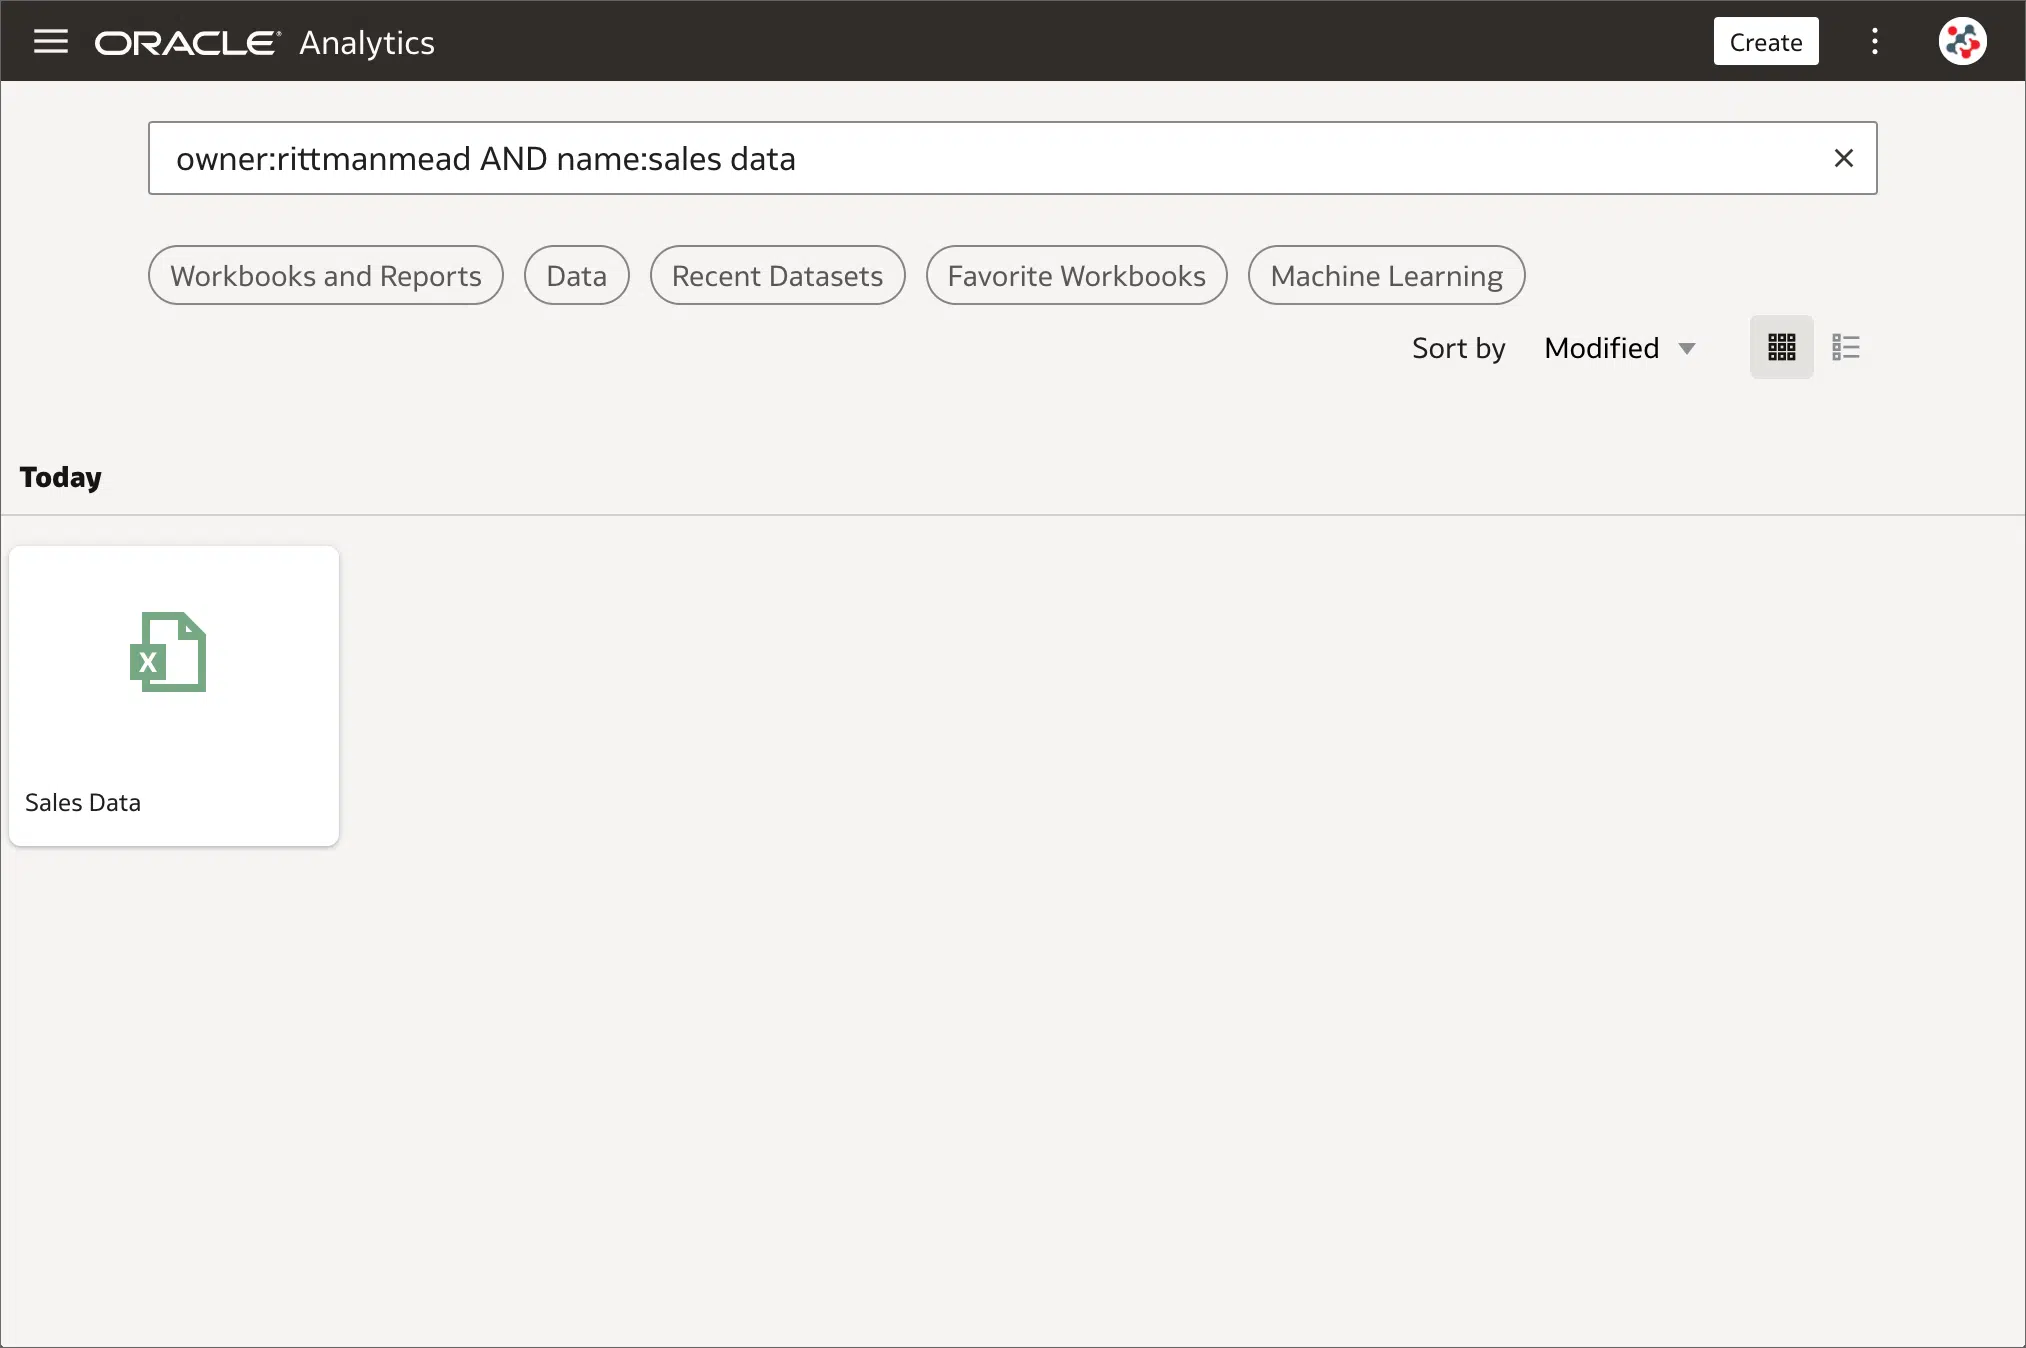 ORACLE Analytics
Create
owner:rittmanmead AND name:sales data
Workbooks and Reports
Data
Recent Datasets
Favorite Workbooks
Machine Learning
Sort by Modified
Today
X
Sales Data